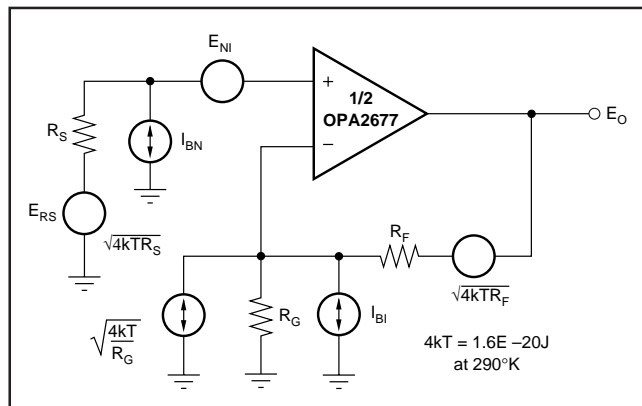 E_NI
+
1/2
OPA2677
−
E_O
R_S
I_BN
E_RS
√4kTR_S
R_F
√4kTR_F
√4kT/R_G
R_G
I_BI
4kT = 1.6E –20J
at 290°K